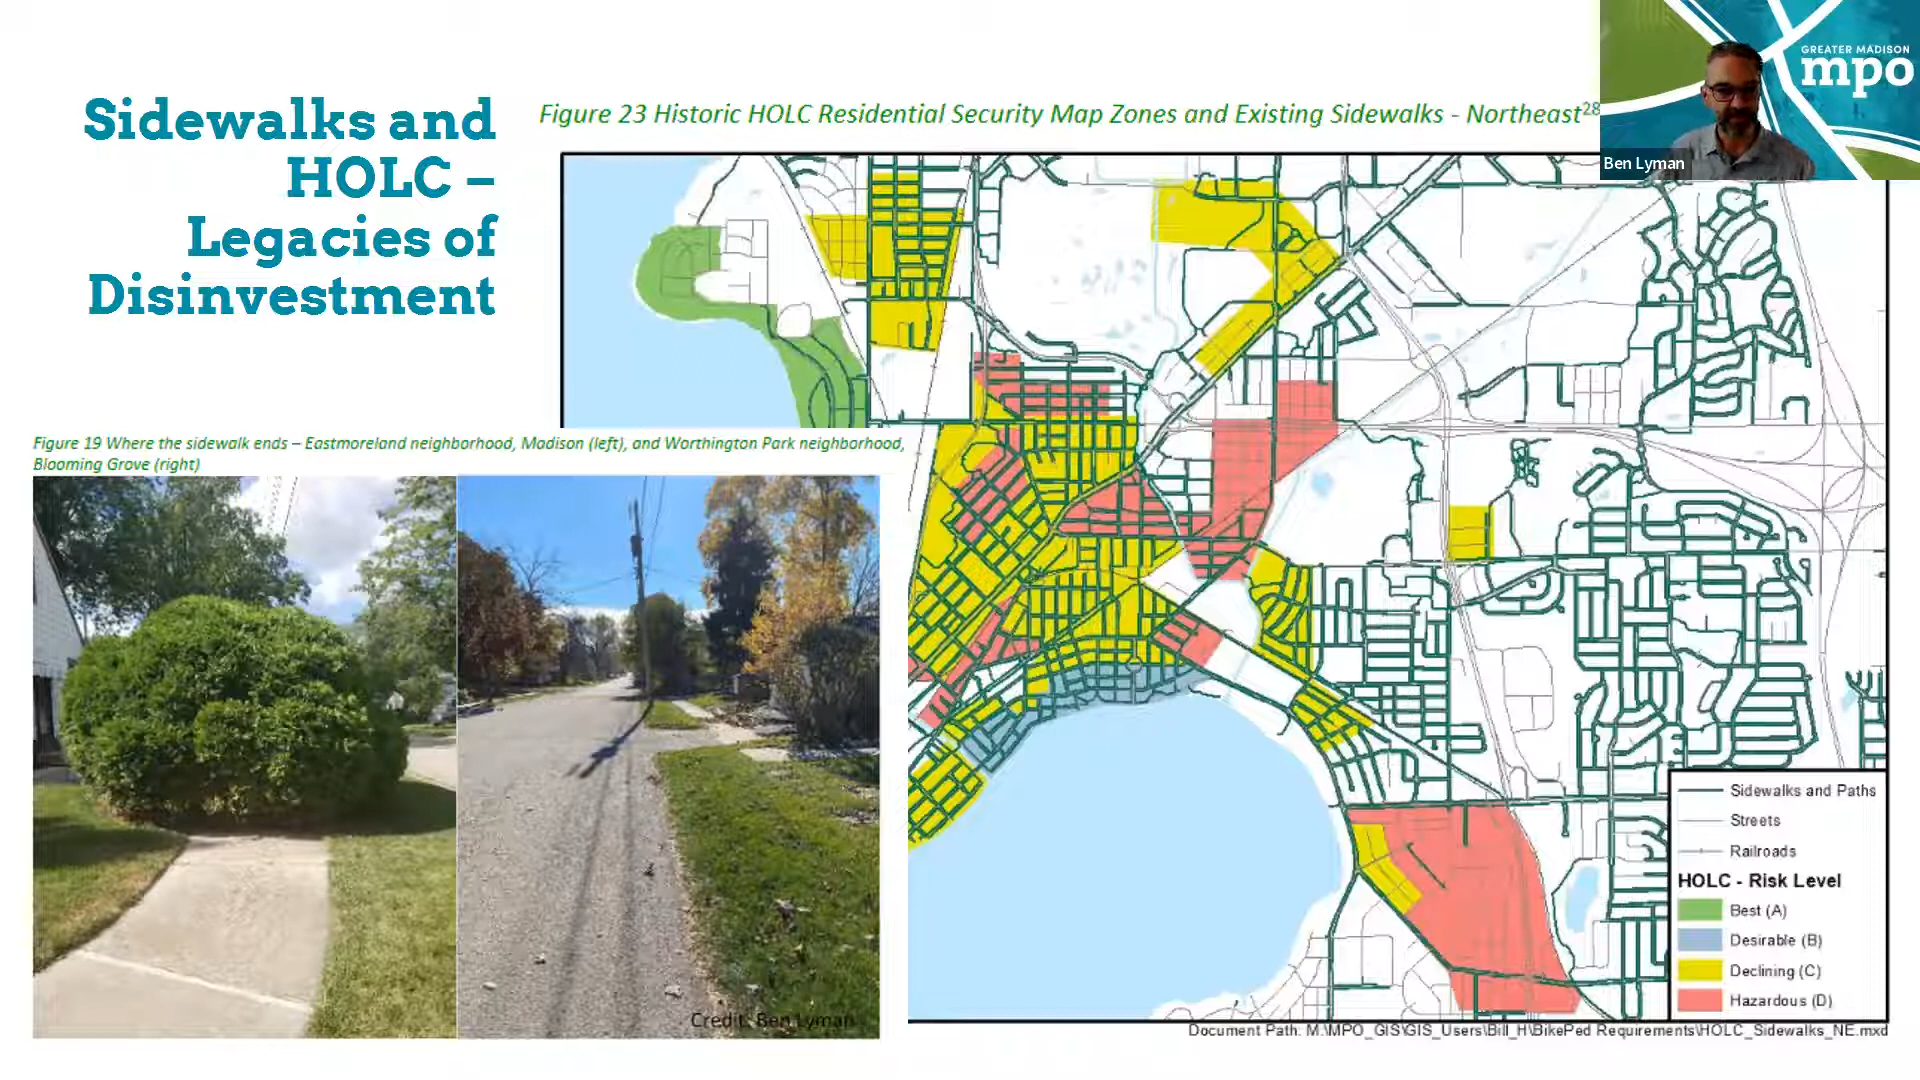 Sidewalks and
HOLC –
Legacies of
Disinvestment
Figure 23 Historic HOLC Residential Security Map Zones and Existing Sidewalks - Northeast28
GREATER MADISON
mpo
Ben Lyman
Figure 19 Where the sidewalk ends – Eastmoreland neighborhood, Madison (left), and Worthington Park neighborhood,
Blooming Grove (right)
Credit: Ben Lyman
Sidewalks and Paths
Streets
Railroads
HOLC - Risk Level
Best (A)
Desirable (B)
Declining (C)
Hazardous (D)
Document Path: M:\MPO_GIS\GIS_Users\Bill_H\BikePed Requirements\HOLC_Sidewalks_NE.mxd